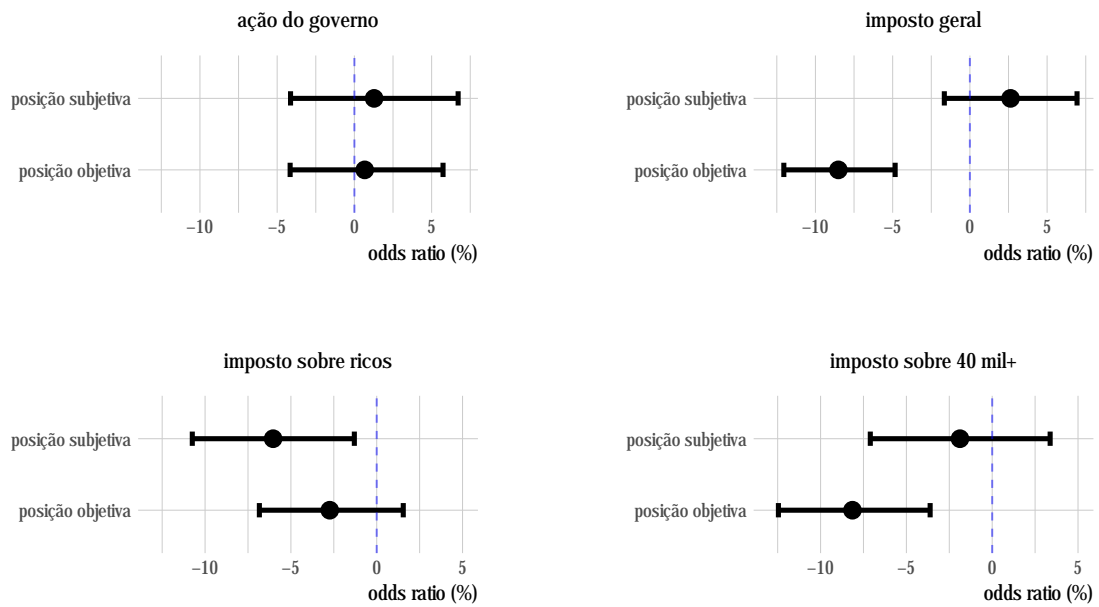 ação do governo
posição subjetiva
posição objetiva
−10 −5 0 5
odds ratio (%)
imposto geral
posição subjetiva
posição objetiva
−10 −5 0 5
odds ratio (%)
imposto sobre ricos
posição subjetiva
posição objetiva
−10 −5 0 5
odds ratio (%)
imposto sobre 40 mil+
posição subjetiva
posição objetiva
−10 −5 0 5
odds ratio (%)